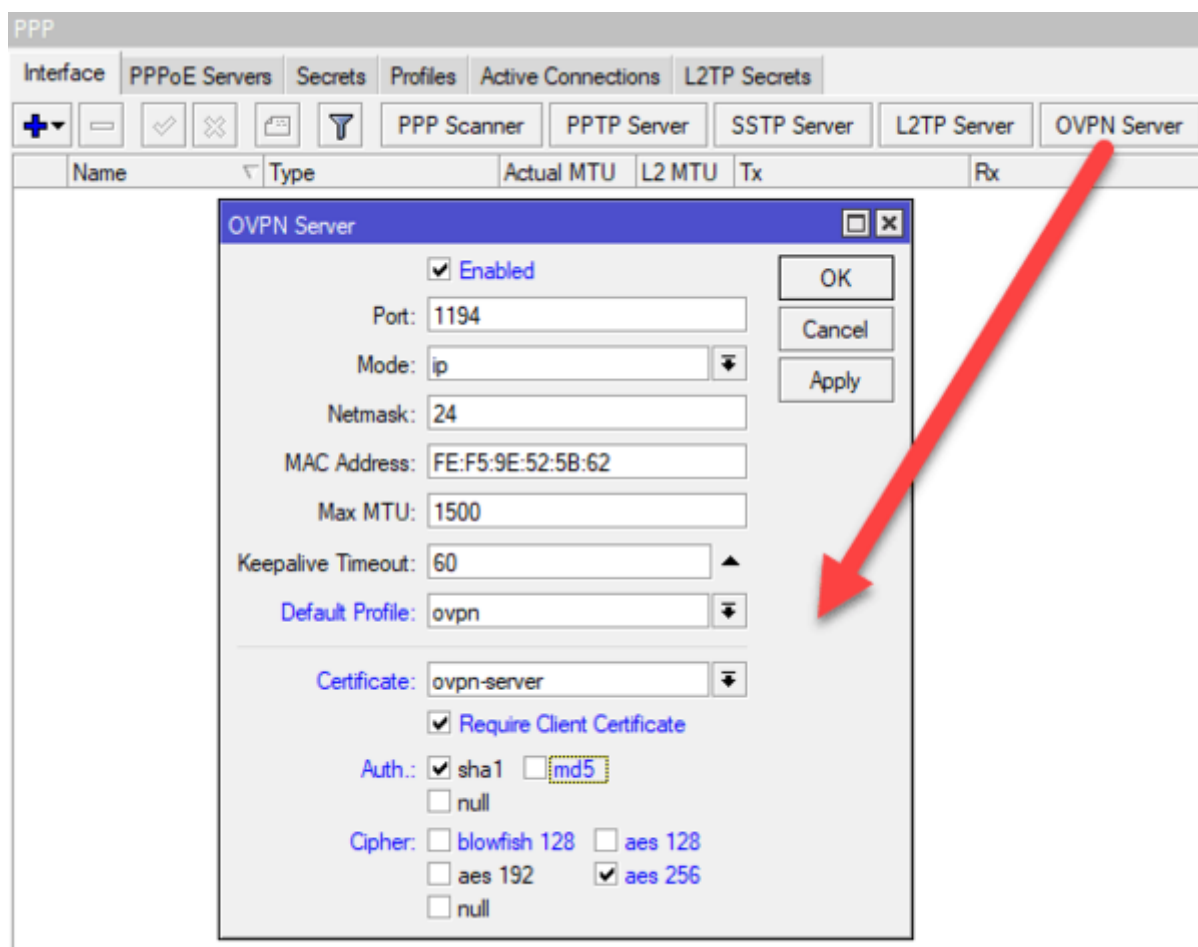 PPP
Interface PPPoE Servers Secrets Profiles Active Connections L2TP Secrets
PPP Scanner PPTP Server SSTP Server L2TP Server OVPN Server
Name Type Actual MTU L2 MTU Tx Rx
OVPN Server
Enabled
OK
Port: 1194
Cancel
Mode: ip
Apply
Netmask: 24
MAC Address: FE:F5:9E:52:5B:62
Max MTU: 1500
Keepalive Timeout: 60
Default Profile: ovpn
Certificate: ovpn-server
Require Client Certificate
Auth.: sha1 md5
null
Cipher: blowfish 128 aes 128
aes 192 aes 256
null